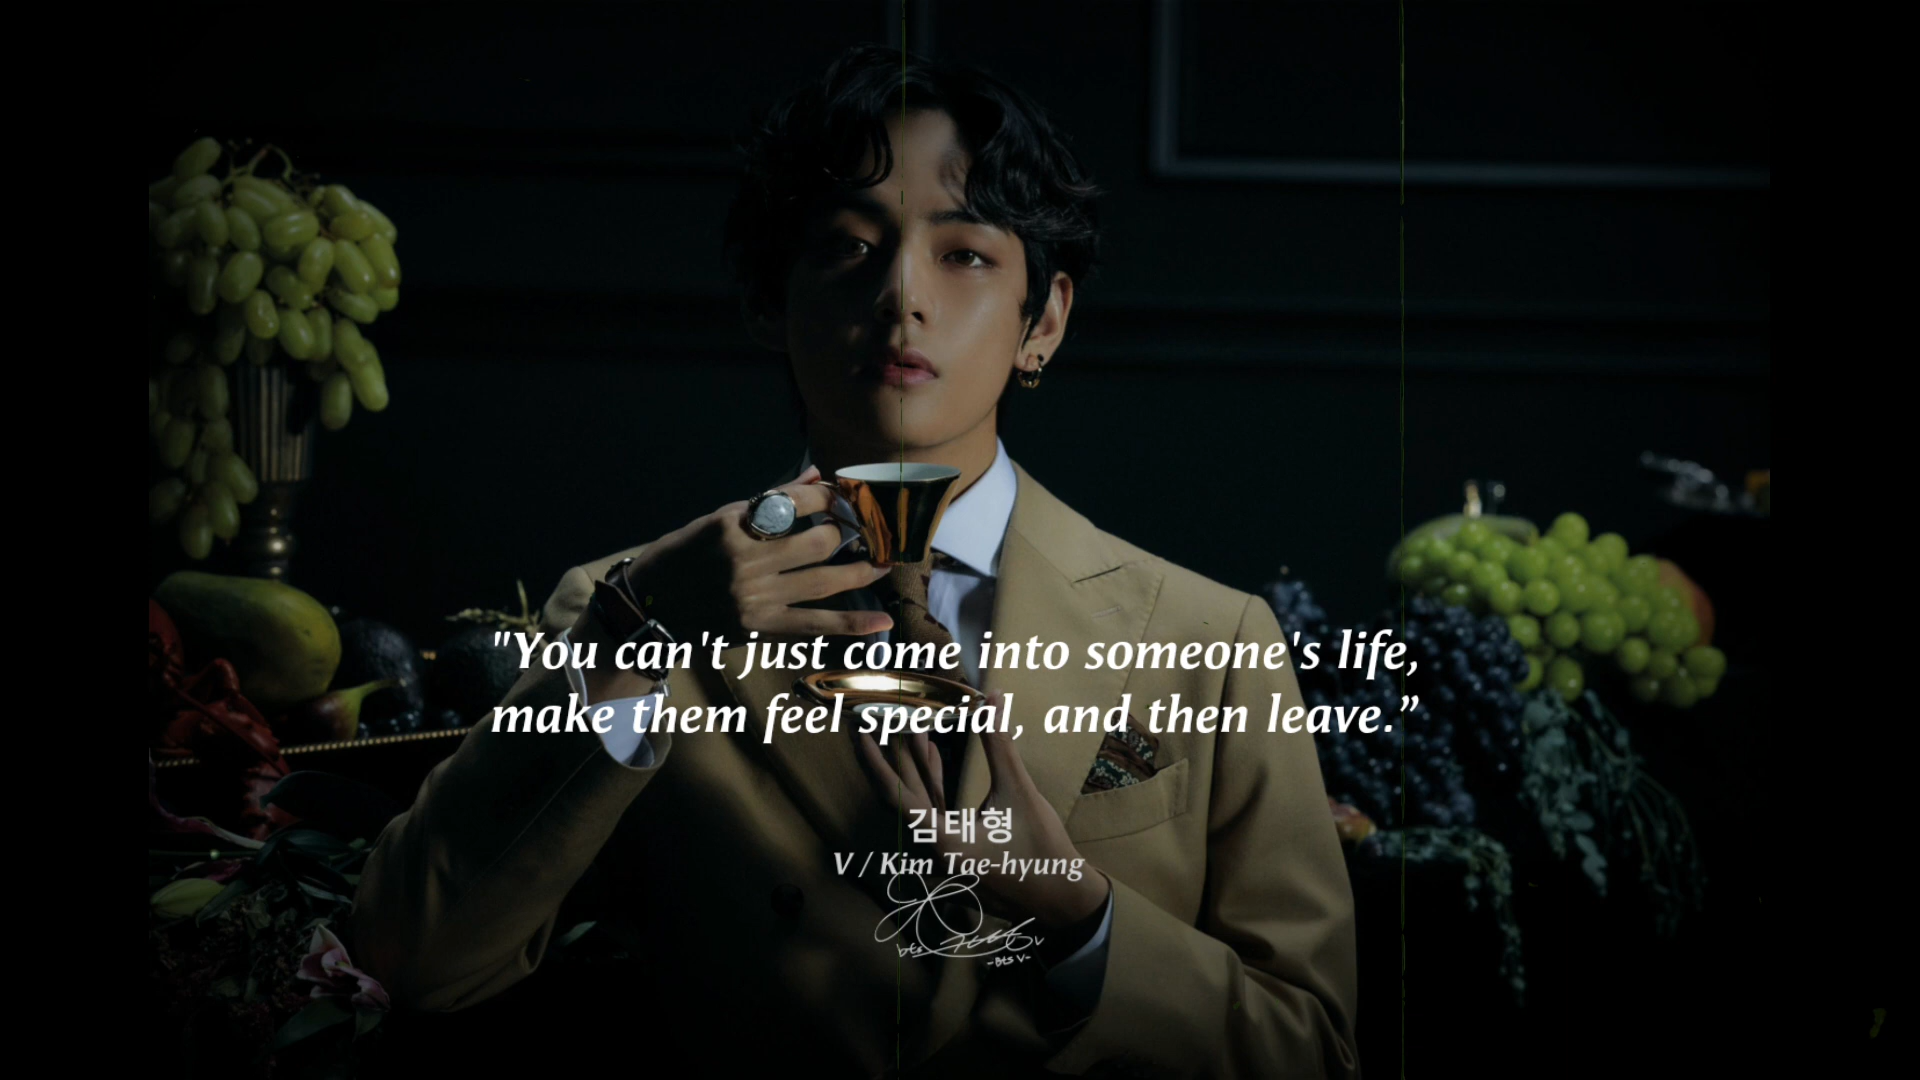 "You can't just come into someone's life,
make them feel special, and then leave.”
김태형
V / Kim Tae-hyung
bts V
-BTS V-